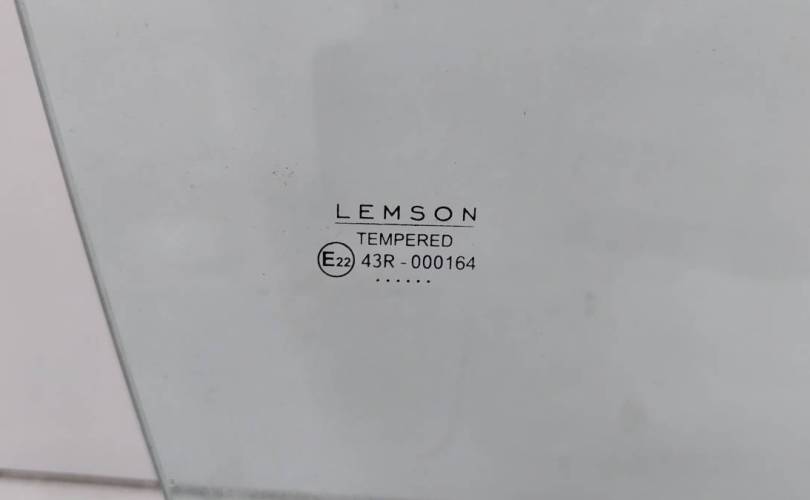 LEMSON
TEMPERED
E22 43R - 000164
......